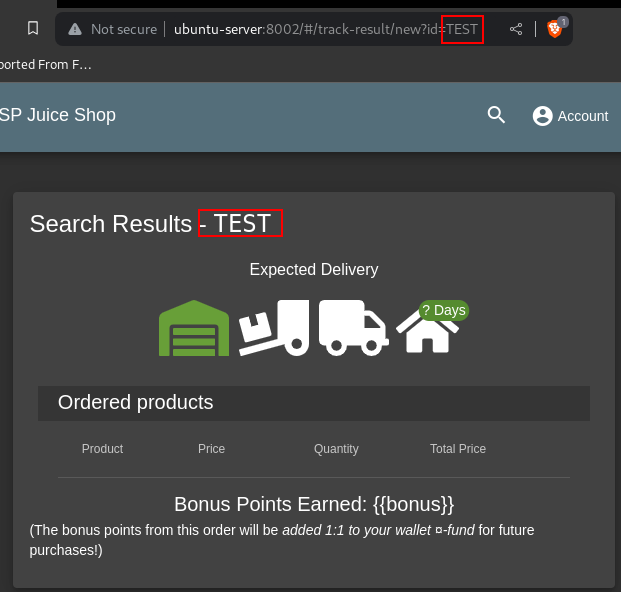 Not secure ubuntu-server:8002/#/track-result/new?id=TEST 1
ported From F...
SP Juice Shop Account
Search Results - TEST
Expected Delivery
? Days
Ordered products
Product Price Quantity Total Price
Bonus Points Earned: {{bonus}}
(The bonus points from this order will be added 1:1 to your wallet ¤-fund for future
purchases!)